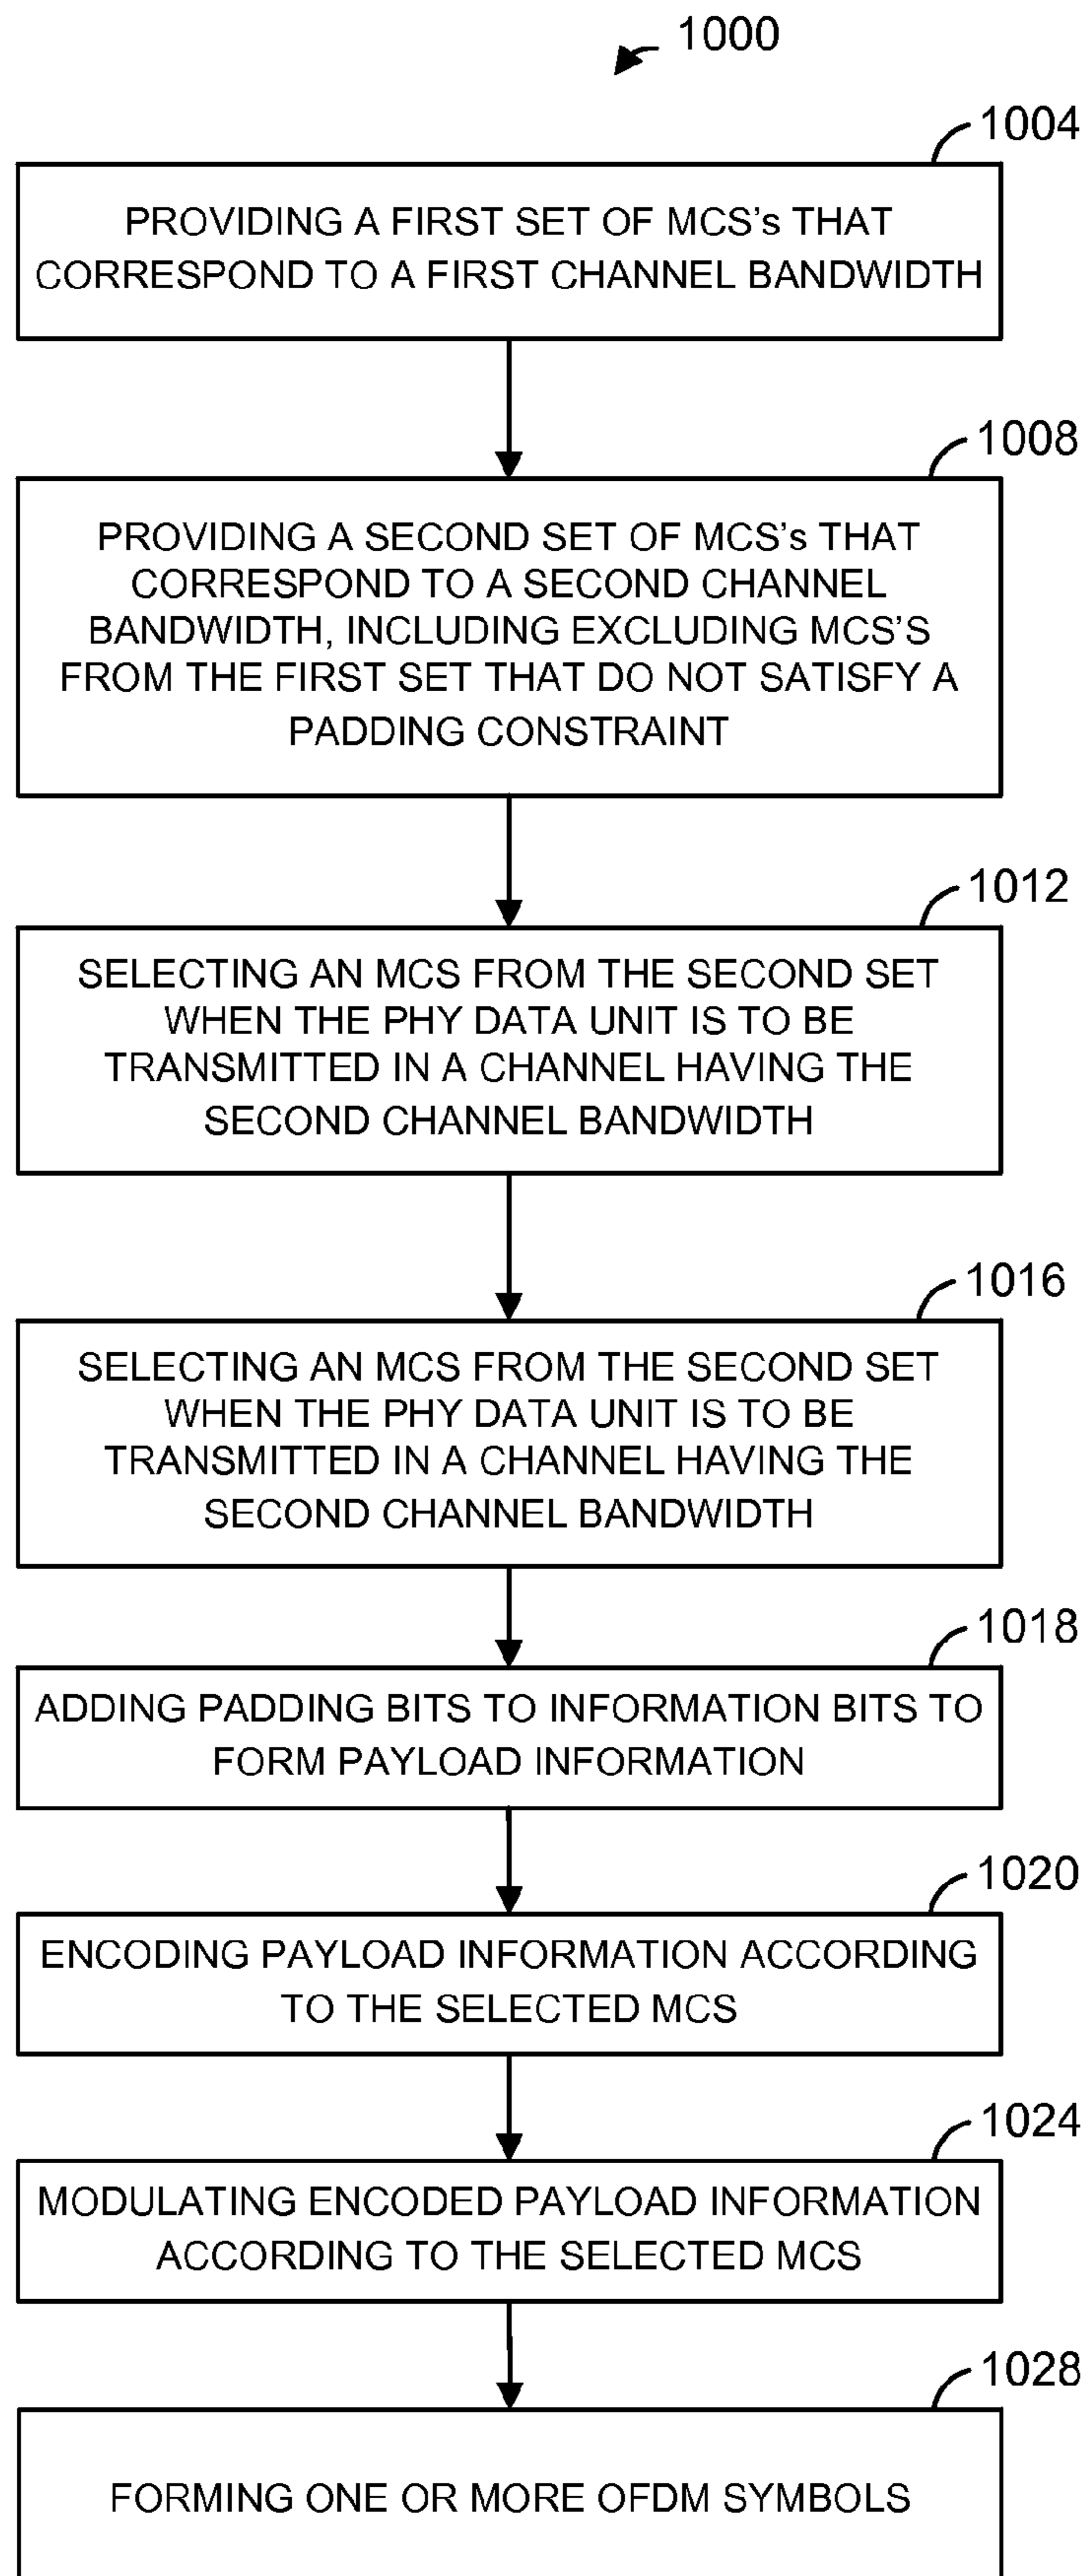 1000
1004
PROVIDING A FIRST SET OF MCS's THAT
CORRESPOND TO A FIRST CHANNEL BANDWIDTH
1008
PROVIDING A SECOND SET OF MCS's THAT
CORRESPOND TO A SECOND CHANNEL
BANDWIDTH, INCLUDING EXCLUDING MCS'S
FROM THE FIRST SET THAT DO NOT SATISFY A
PADDING CONSTRAINT
1012
SELECTING AN MCS FROM THE SECOND SET
WHEN THE PHY DATA UNIT IS TO BE
TRANSMITTED IN A CHANNEL HAVING THE
SECOND CHANNEL BANDWIDTH
1016
SELECTING AN MCS FROM THE SECOND SET
WHEN THE PHY DATA UNIT IS TO BE
TRANSMITTED IN A CHANNEL HAVING THE
SECOND CHANNEL BANDWIDTH
1018
ADDING PADDING BITS TO INFORMATION BITS TO
FORM PAYLOAD INFORMATION
1020
ENCODING PAYLOAD INFORMATION ACCORDING
TO THE SELECTED MCS
1024
MODULATING ENCODED PAYLOAD INFORMATION
ACCORDING TO THE SELECTED MCS
1028
FORMING ONE OR MORE OFDM SYMBOLS